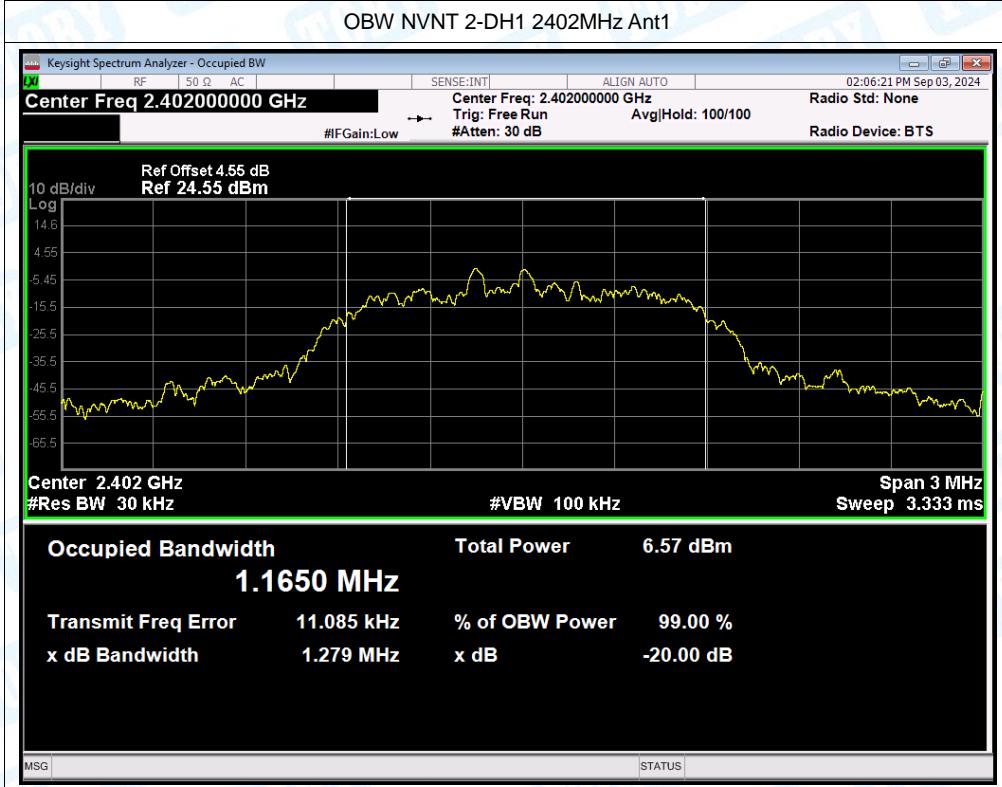 OBW NVNT 2-DH1 2402MHz Ant1
Keysight Spectrum Analyzer - Occupied BW
LXI RF 50 Ω AC SENSE:INT ALIGN AUTO 02:06:21 PM Sep 03, 2024
Center Freq 2.402000000 GHz Center Freq: 2.402000000 GHz Radio Std: None
Trig: Free Run Avg|Hold: 100/100
#IFGain:Low #Atten: 30 dB Radio Device: BTS
Ref Offset 4.55 dB
10 dB/div Ref 24.55 dBm
Log
14.6
4.55
-5.45
-15.5
-25.5
-35.5
-45.5
-55.5
-65.5
Center 2.402 GHz Span 3 MHz
#Res BW 30 kHz #VBW 100 kHz Sweep 3.333 ms
Occupied Bandwidth Total Power 6.57 dBm
1.1650 MHz
Transmit Freq Error 11.085 kHz % of OBW Power 99.00 %
x dB Bandwidth 1.279 MHz x dB -20.00 dB
MSG STATUS